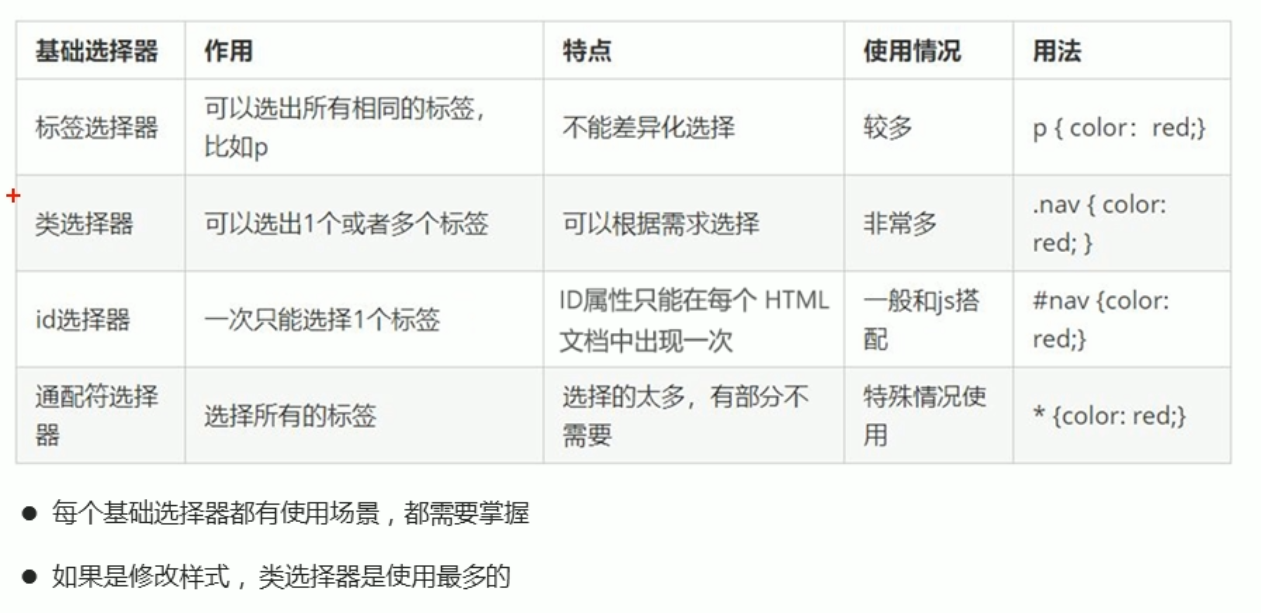 基础选择器 作用 特点 使用情况 用法
标签选择器 可以选出所有相同的标签，
比如p 不能差异化选择 较多 p { color：red;}
类选择器 可以选出1个或者多个标签 可以根据需求选择 非常多 .nav { color:
red; }
id选择器 一次只能选择1个标签 ID属性只能在每个 HTML
文档中出现一次 一般和js搭
配 #nav {color:
red;}
通配符选择
器 选择所有的标签 选择的太多，有部分不
需要 特殊情况使
用 * {color: red;}
● 每个基础选择器都有使用场景，都需要掌握
● 如果是修改样式，类选择器是使用最多的